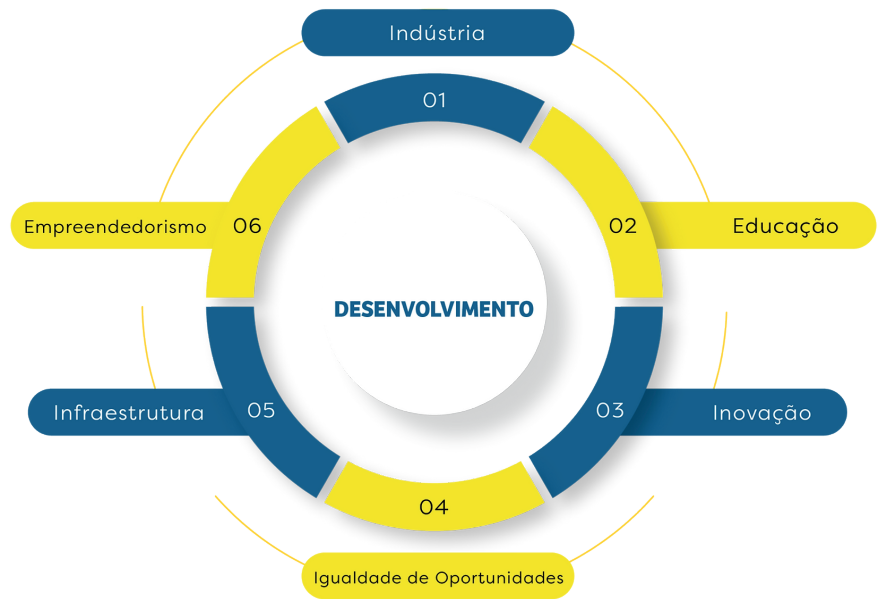 Indústria
01
Empreendedorismo
06
02
Educação
DESENVOLVIMENTO
Infraestrutura
05
03
Inovação
04
Igualdade de Oportunidades